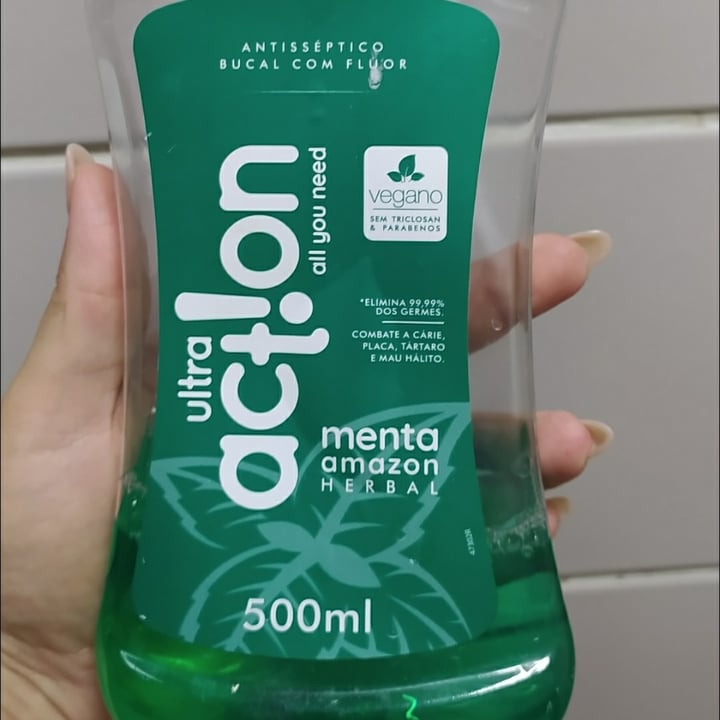 ANTISSÉPTICO
BUCAL COM FLÚOR
ultra
act!on
all you need
vegano
SEM TRICLOSAN
& PARABENOS
*ELIMINA 99,99%
DOS GERMES.
COMBATE A CÁRIE,
PLACA, TÁRTARO
E MAU HÁLITO.
menta
amazon
HERBAL
500ml